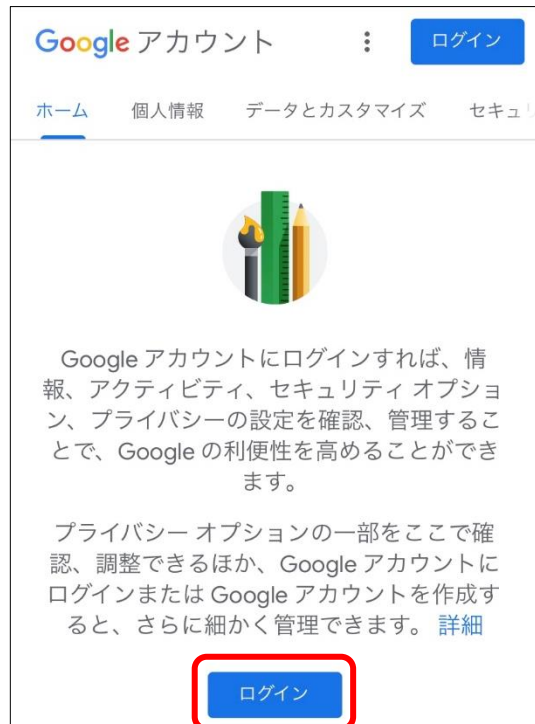 Google アカウント ログイン
ホーム 個人情報 データとカスタマイズ セキュ
Google アカウントにログインすれば、情
報、アクティビティ、セキュリティ オプショ
ン、プライバシーの設定を確認、管理するこ
とで、Google の利便性を高めることができ
ます。
プライバシー オプションの一部をここで確
認、調整できるほか、Google アカウントに
ログインまたは Google アカウントを作成す
ると、さらに細かく管理できます。 詳細
ログイン